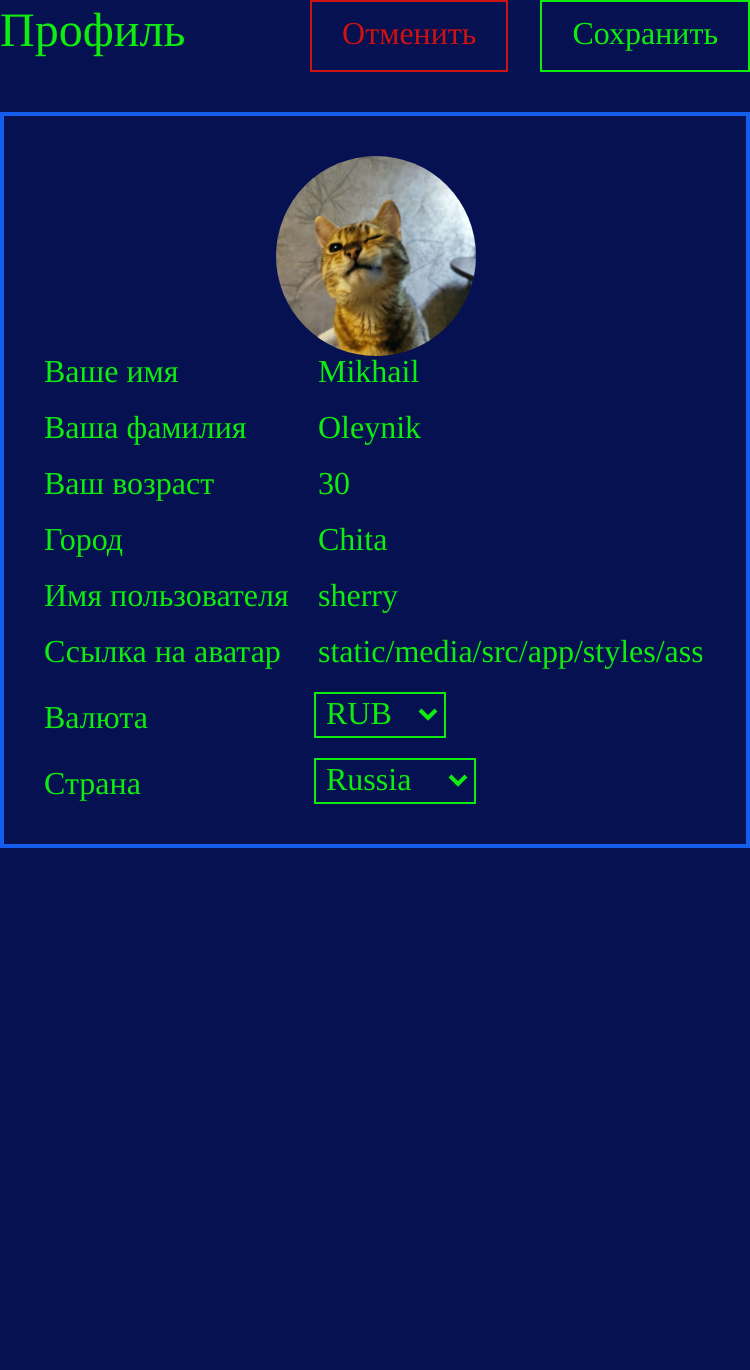 Профиль Отменить Сохранить
Ваше имя Mikhail
Ваша фамилия Oleynik
Ваш возраст 30
Город Chita
Имя пользователя sherry
Ссылка на аватар static/media/src/app/styles/ass
Валюта RUB
Страна Russia